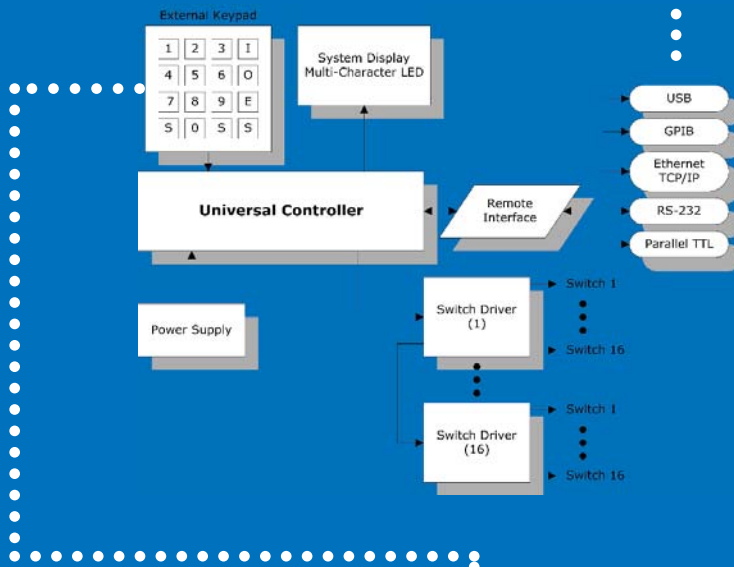 External Keypad
1 2 3 I
4 5 6 O
7 8 9 E
S 0 S S
System Display
Multi-Character LED
USB
GPIB
Ethernet
TCP/IP
RS-232
Parallel TTL
Universal Controller
Remote
Interface
Power Supply
Switch Driver
(1)
Switch 1
Switch 16
Switch Driver
(16)
Switch 1
Switch 16